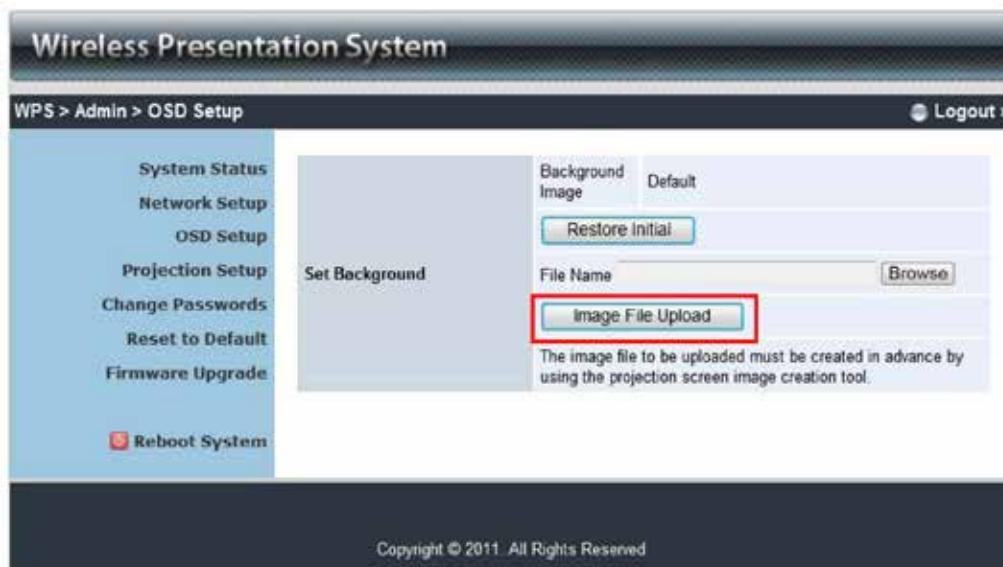 Wireless Presentation System
WPS > Admin > OSD Setup
Logout
System Status
Network Setup
OSD Setup
Projection Setup
Change Passwords
Reset to Default
Firmware Upgrade
Reboot System
Set Background
Background
Image
Default
Restore Initial
File Name
Browse
Image File Upload
The image file to be uploaded must be created in advance by
using the projection screen image creation tool.
Copyright © 2011 All Rights Reserved